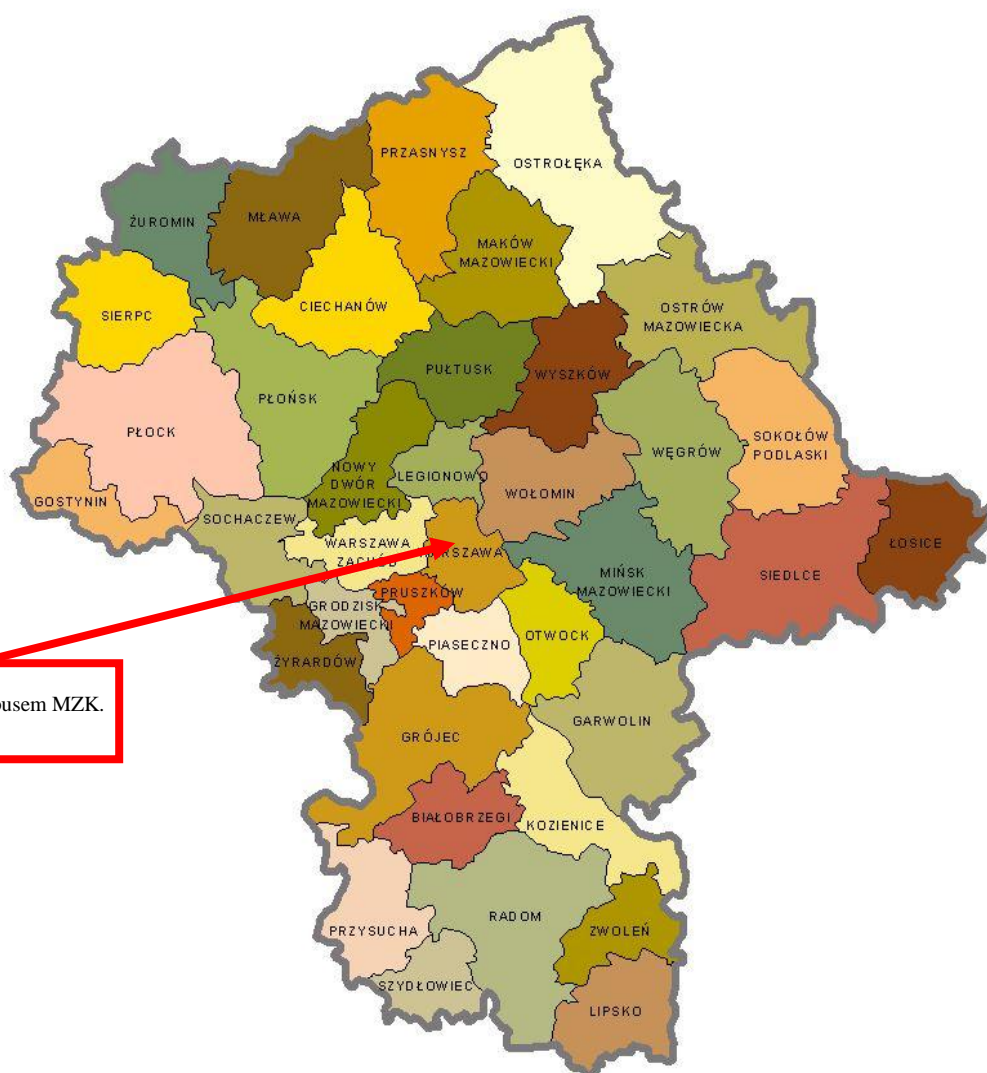 PRZASNYSZ
OSTROŁĘKA
ŻUROMIN
MŁAWA
MAKÓW
MAZOWIECKI
SIERPC
CIECHANÓW
OSTRÓW
MAZOWIECKA
PUŁTUSK
WYSZKÓW
PŁOŃSK
PŁOCK
SOKOŁÓW
PODLASKI
WĘGRÓW
NOWY
DWÓR
MAZOWIECKI
LEGIONOWO
WOŁOMIN
GOSTYNIN
SOCHACZEW
WARSZAWA
ZACHÓD
WARSZAWA
ŁOSICE
SIEDLCE
MIŃSK
MAZOWIECKI
PRUSZKÓW
GRODZISK
MAZOWIECKI
PIASECZNO
OTWOCK
ŻYRARDÓW
usem MZK.
GARWOLIN
GRÓJEC
BIAŁOBRZEGI
KOZIENICE
RADOM
PRZYSUCHA
ZWOLEŃ
SZYDŁOWIEC
LIPSKO